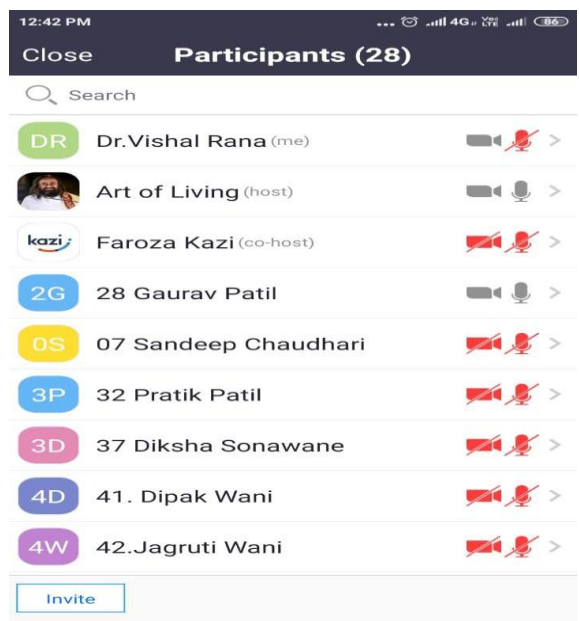 12:42 PM ... 4G Vo) LTE 86
Close Participants (28)
Search
DR Dr.Vishal Rana (me)
Art of Living (host)
kazi Faroza Kazi (co-host)
2G 28 Gaurav Patil
0S 07 Sandeep Chaudhari
3P 32 Pratik Patil
3D 37 Diksha Sonawane
4D 41. Dipak Wani
4W 42.Jagruti Wani
Invite